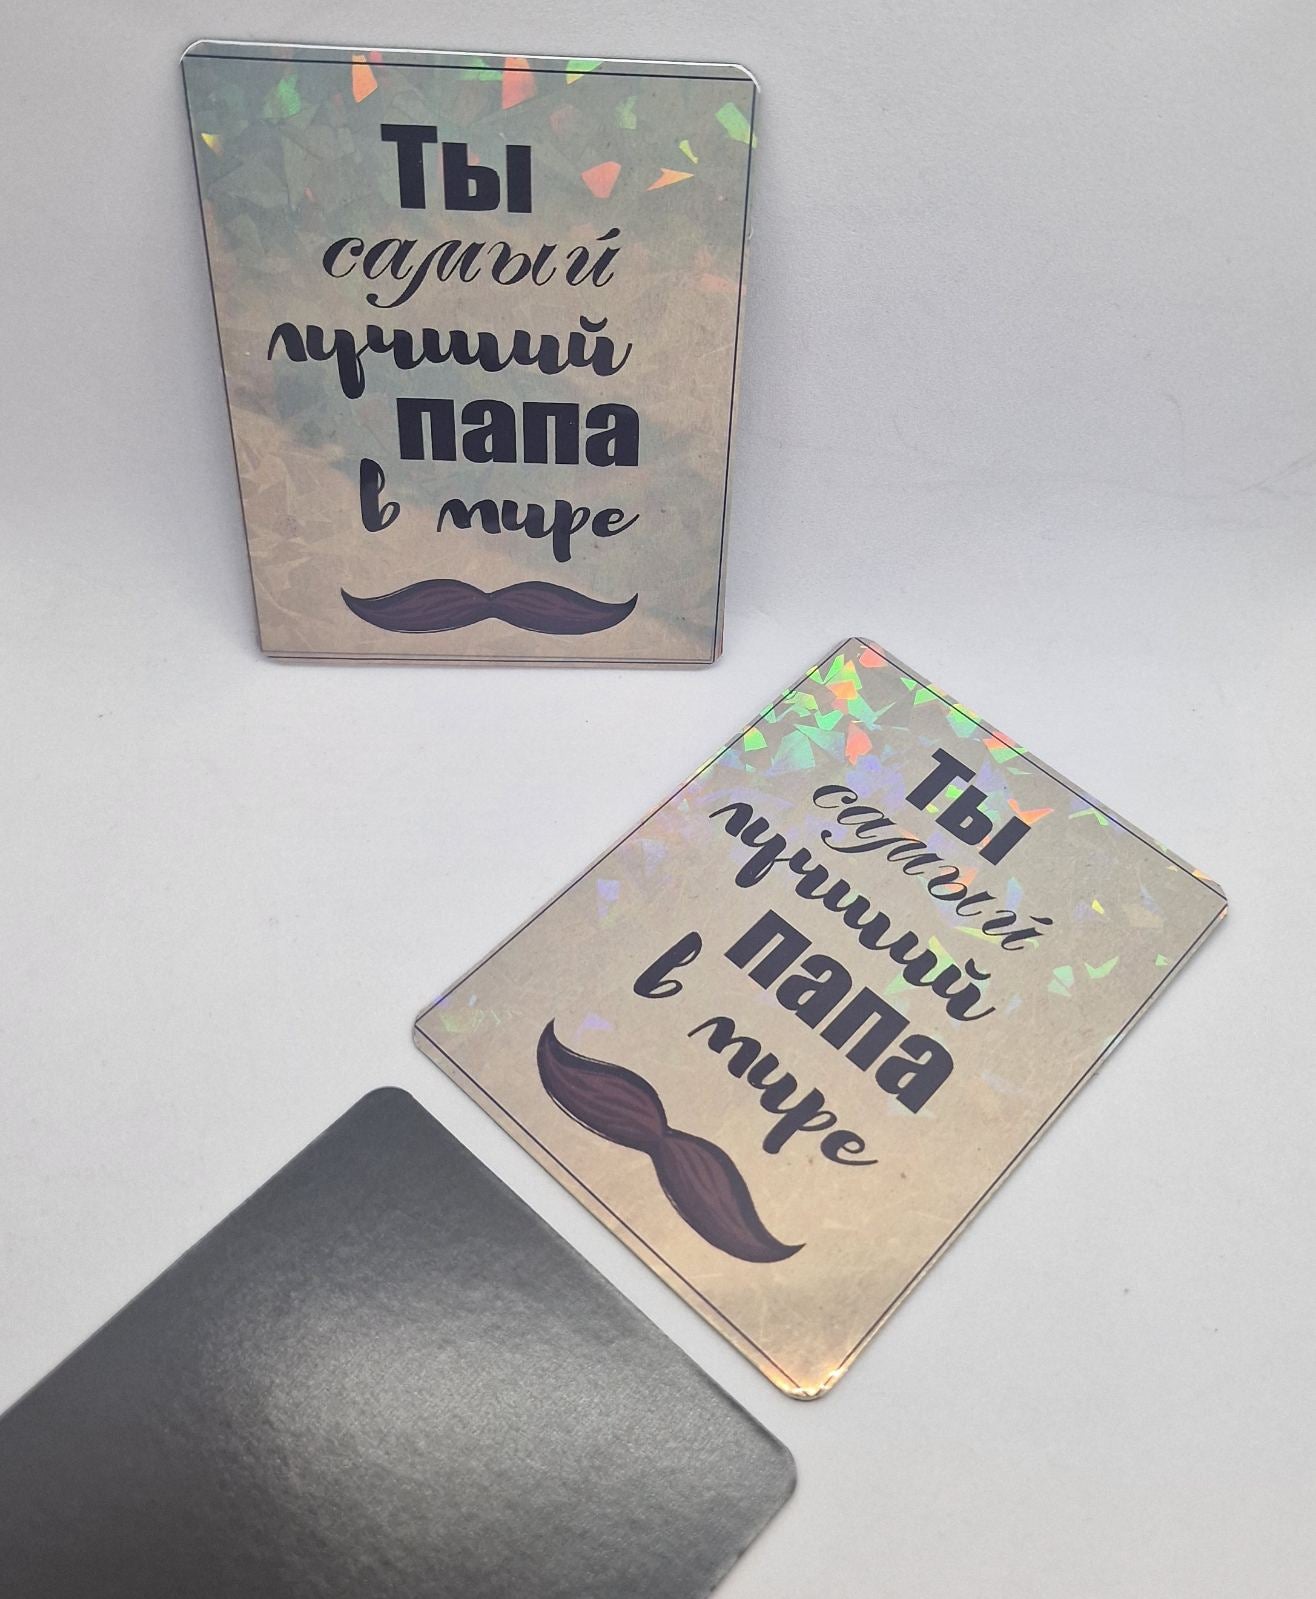 Ты
самый
лучший
папа
в мире
Ты
самый
лучший
папа
в мире